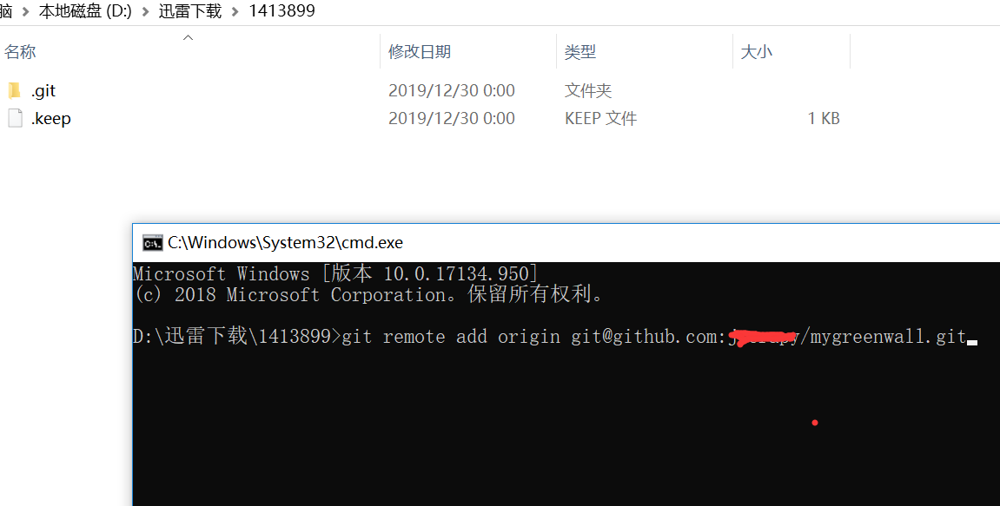 脑 > 本地磁盘 (D:) > 迅雷下载 > 1413899
名称 修改日期 类型 大小
.git 2019/12/30 0:00 文件夹
.keep 2019/12/30 0:00 KEEP 文件 1 KB
C:\Windows\System32\cmd.exe
Microsoft Windows [版本 10.0.17134.950]
(c) 2018 Microsoft Corporation。保留所有权利。
D:\迅雷下载\1413899>git remote add origin git@github.com: /mygreenwall.git